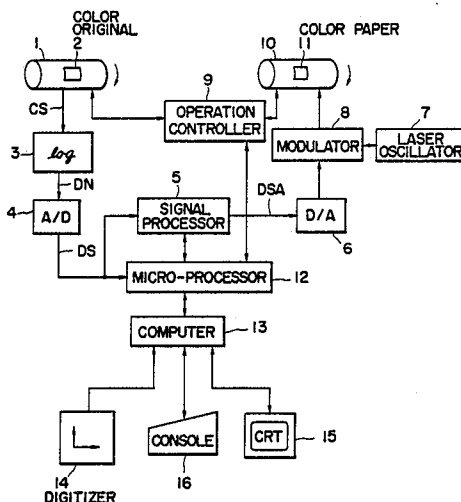 COLOR
ORIGINAL
COLOR PAPER
1
2
10
11
CS
9
OPERATION
CONTROLLER
8
7
MODULATOR
LASER
OSCILLATOR
3
log
DN
5
4
A/D
SIGNAL
PROCESSOR
DSA
D/A
6
DS
MICRO-PROCESSOR
12
COMPUTER
13
14
DIGITIZER
CONSOLE
16
CRT
15